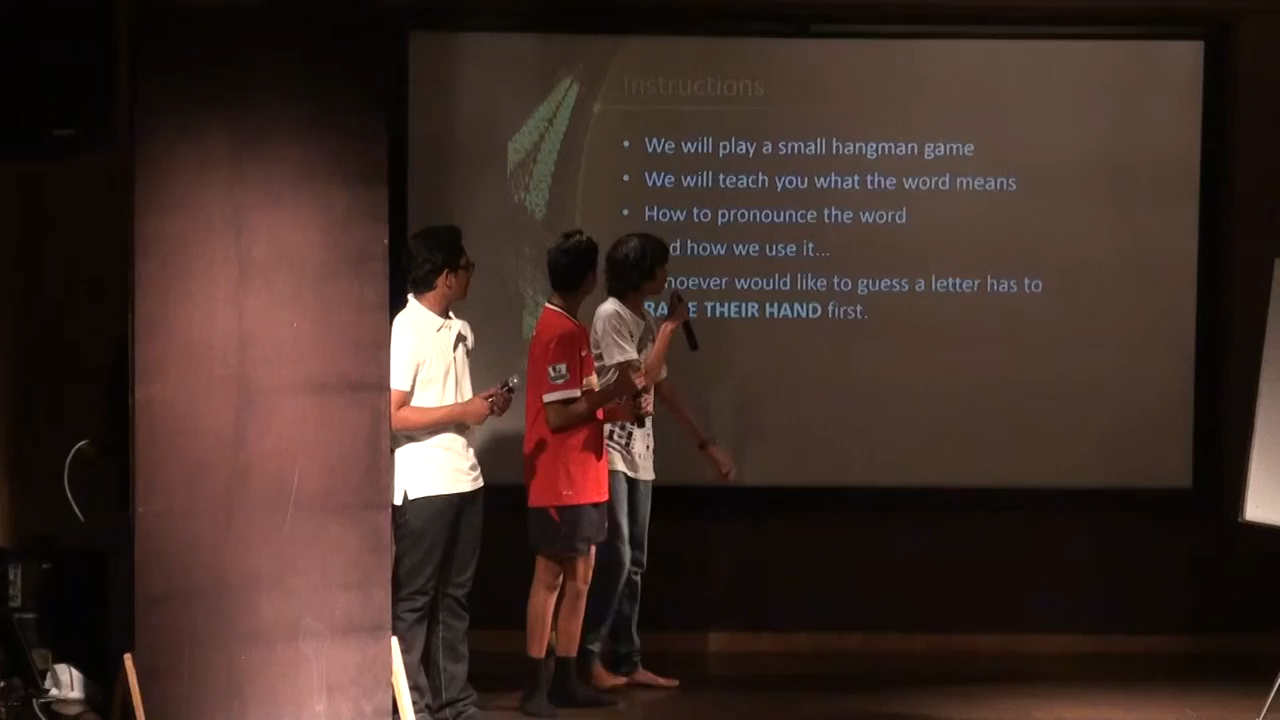 Instructions
• We will play a small hangman game
• We will teach you what the word means
• How to pronounce the word
how we use it...
would like to guess a letter has to
THEIR HAND first.